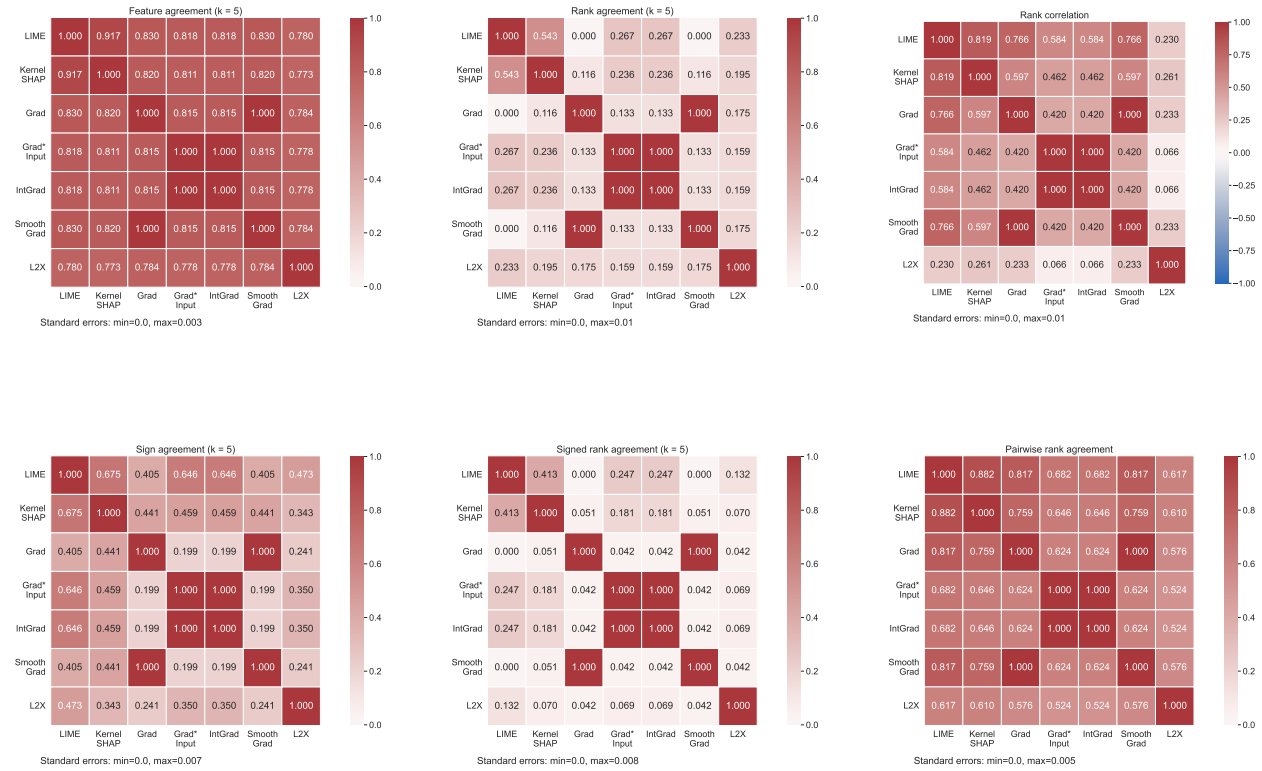 Feature agreement (k = 5)
LIME 1.000 0.917 0.830 0.818 0.818 0.830 0.780
Kernel SHAP 0.917 1.000 0.820 0.811 0.811 0.820 0.773
Grad 0.830 0.820 1.000 0.815 0.815 1.000 0.784
Grad* Input 0.818 0.811 0.815 1.000 1.000 0.815 0.778
IntGrad 0.818 0.811 0.815 1.000 1.000 0.815 0.778
Smooth Grad 0.830 0.820 1.000 0.815 0.815 1.000 0.784
L2X 0.780 0.773 0.784 0.778 0.778 0.784 1.000
LIME Kernel SHAP Grad Grad* Input IntGrad Smooth Grad L2X
1.0
0.8
0.6
0.4
0.2
0.0
Standard errors: min=0.0, max=0.003
Rank agreement (k = 5)
LIME 1.000 0.543 0.000 0.267 0.267 0.000 0.233
Kernel SHAP 0.543 1.000 0.116 0.236 0.236 0.116 0.195
Grad 0.000 0.116 1.000 0.133 0.133 1.000 0.175
Grad* Input 0.267 0.236 0.133 1.000 1.000 0.133 0.159
IntGrad 0.267 0.236 0.133 1.000 1.000 0.133 0.159
Smooth Grad 0.000 0.116 1.000 0.133 0.133 1.000 0.175
L2X 0.233 0.195 0.175 0.159 0.159 0.175 1.000
LIME Kernel SHAP Grad Grad* Input IntGrad Smooth Grad L2X
1.0
0.8
0.6
0.4
0.2
0.0
Standard errors: min=0.0, max=0.01
Rank correlation
LIME 1.000 0.819 0.766 0.584 0.584 0.766 0.230
Kernel SHAP 0.819 1.000 0.597 0.462 0.462 0.597 0.261
Grad 0.766 0.597 1.000 0.420 0.420 1.000 0.233
Grad* Input 0.584 0.462 0.420 1.000 1.000 0.420 0.066
IntGrad 0.584 0.462 0.420 1.000 1.000 0.420 0.066
Smooth Grad 0.766 0.597 1.000 0.420 0.420 1.000 0.233
L2X 0.230 0.261 0.233 0.066 0.066 0.233 1.000
LIME Kernel SHAP Grad Grad* Input IntGrad Smooth Grad L2X
1.00
0.75
0.50
0.25
0.00
−0.25
−0.50
−0.75
−1.00
Standard errors: min=0.0, max=0.01
Sign agreement (k = 5)
LIME 1.000 0.675 0.405 0.646 0.646 0.405 0.473
Kernel SHAP 0.675 1.000 0.441 0.459 0.459 0.441 0.343
Grad 0.405 0.441 1.000 0.199 0.199 1.000 0.241
Grad* Input 0.646 0.459 0.199 1.000 1.000 0.199 0.350
IntGrad 0.646 0.459 0.199 1.000 1.000 0.199 0.350
Smooth Grad 0.405 0.441 1.000 0.199 0.199 1.000 0.241
L2X 0.473 0.343 0.241 0.350 0.350 0.241 1.000
LIME Kernel SHAP Grad Grad* Input IntGrad Smooth Grad L2X
1.0
0.8
0.6
0.4
0.2
0.0
Standard errors: min=0.0, max=0.007
Signed rank agreement (k = 5)
LIME 1.000 0.413 0.000 0.247 0.247 0.000 0.132
Kernel SHAP 0.413 1.000 0.051 0.181 0.181 0.051 0.070
Grad 0.000 0.051 1.000 0.042 0.042 1.000 0.042
Grad* Input 0.247 0.181 0.042 1.000 1.000 0.042 0.069
IntGrad 0.247 0.181 0.042 1.000 1.000 0.042 0.069
Smooth Grad 0.000 0.051 1.000 0.042 0.042 1.000 0.042
L2X 0.132 0.070 0.042 0.069 0.069 0.042 1.000
LIME Kernel SHAP Grad Grad* Input IntGrad Smooth Grad L2X
1.0
0.8
0.6
0.4
0.2
0.0
Standard errors: min=0.0, max=0.008
Pairwise rank agreement
LIME 1.000 0.882 0.817 0.682 0.682 0.817 0.617
Kernel SHAP 0.882 1.000 0.759 0.646 0.646 0.759 0.610
Grad 0.817 0.759 1.000 0.624 0.624 1.000 0.576
Grad* Input 0.682 0.646 0.624 1.000 1.000 0.624 0.524
IntGrad 0.682 0.646 0.624 1.000 1.000 0.624 0.524
Smooth Grad 0.817 0.759 1.000 0.624 0.624 1.000 0.576
L2X 0.617 0.610 0.576 0.524 0.524 0.576 1.000
LIME Kernel SHAP Grad Grad* Input IntGrad Smooth Grad L2X
1.0
0.8
0.6
0.4
0.2
0.0
Standard errors: min=0.0, max=0.005